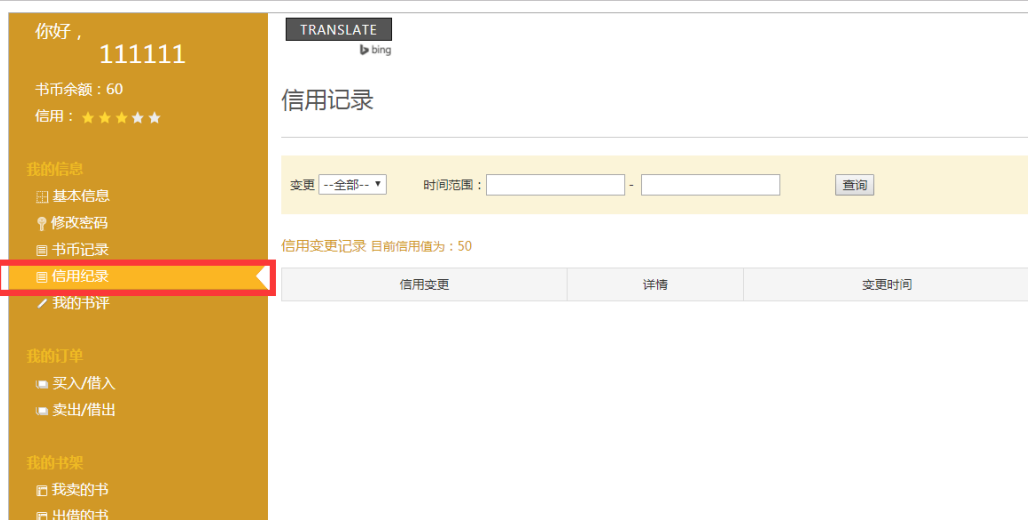 你好，
111111
书币余额：60
信用：
我的信息
基本信息
修改密码
书币记录
信用纪录
我的书评
我的订单
买入/借入
卖出/借出
我的书架
我卖的书
出借的书
TRANSLATE
bing
信用记录
变更 --全部-- 时间范围： - 查询
信用变更记录 目前信用值为：50
信用变更 详情 变更时间